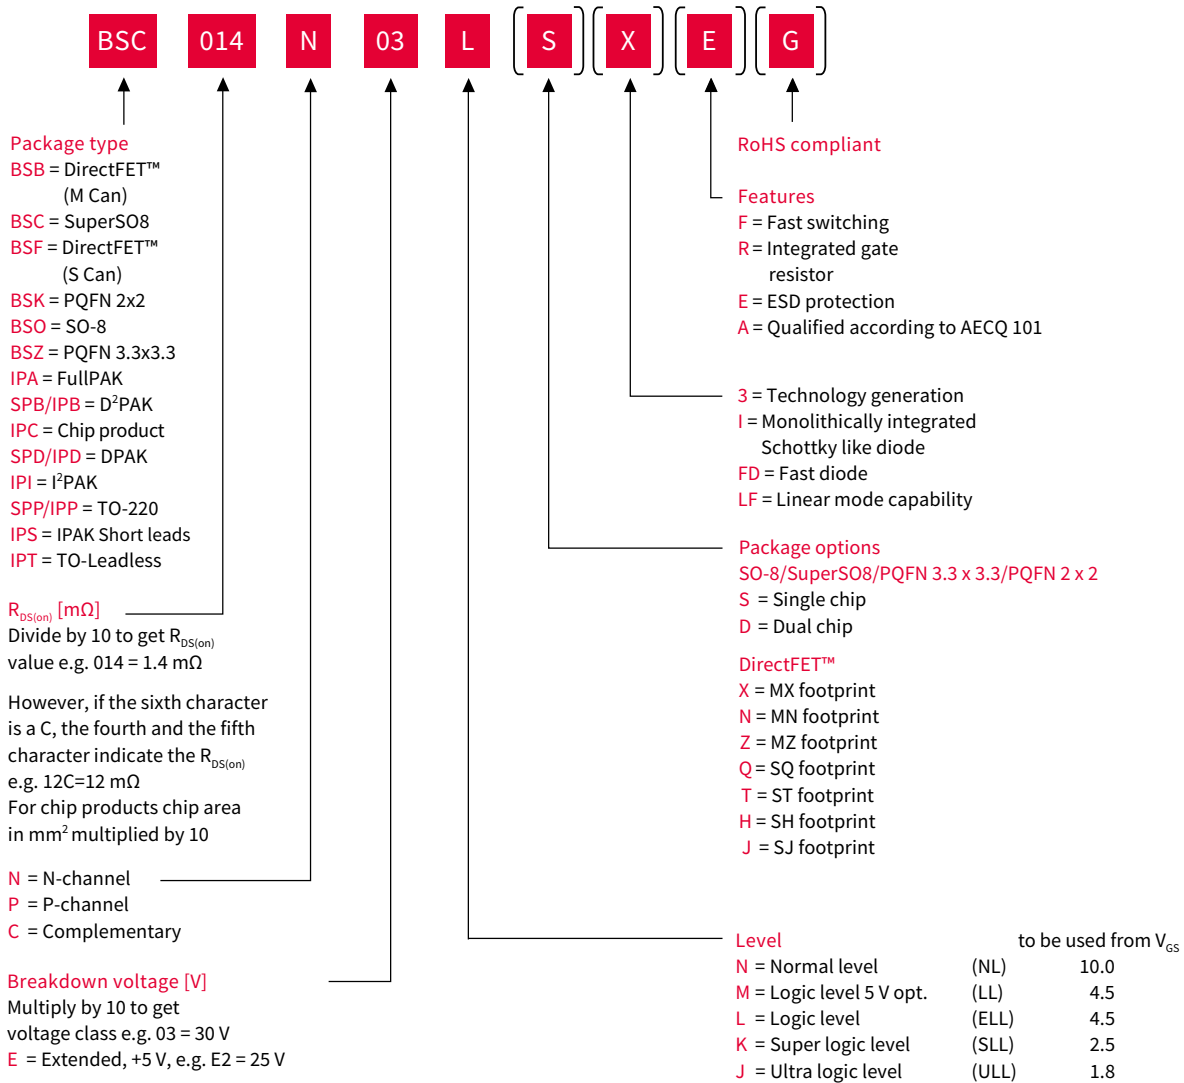 BSC 014 N 03 L S X E G
Package type
BSB = DirectFET™
(M Can)
BSC = SuperSO8
BSF = DirectFET™
(S Can)
BSK = PQFN 2x2
BSO = SO-8
BSZ = PQFN 3.3x3.3
IPA = FullPAK
SPB/IPB = D²PAK
IPC = Chip product
SPD/IPD = DPAK
IPI = I²PAK
SPP/IPP = TO-220
IPS = IPAK Short leads
IPT = TO-Leadless
RDS(on) [mΩ]
Divide by 10 to get RDS(on)
value e.g. 014 = 1.4 mΩ
However, if the sixth character
is a C, the fourth and the fifth
character indicate the RDS(on)
e.g. 12C=12 mΩ
For chip products chip area
in mm² multiplied by 10
N = N-channel
P = P-channel
C = Complementary
Breakdown voltage [V]
Multiply by 10 to get
voltage class e.g. 03 = 30 V
E = Extended, +5 V, e.g. E2 = 25 V
RoHS compliant
Features
F = Fast switching
R = Integrated gate
resistor
E = ESD protection
A = Qualified according to AECQ 101
3 = Technology generation
I = Monolithically integrated
Schottky like diode
FD = Fast diode
LF = Linear mode capability
Package options
SO-8/SuperSO8/PQFN 3.3 x 3.3/PQFN 2 x 2
S = Single chip
D = Dual chip
DirectFET™
X = MX footprint
N = MN footprint
Z = MZ footprint
Q = SQ footprint
T = ST footprint
H = SH footprint
J = SJ footprint
Level to be used from VGS
N = Normal level (NL) 10.0
M = Logic level 5 V opt. (LL) 4.5
L = Logic level (ELL) 4.5
K = Super logic level (SLL) 2.5
J = Ultra logic level (ULL) 1.8